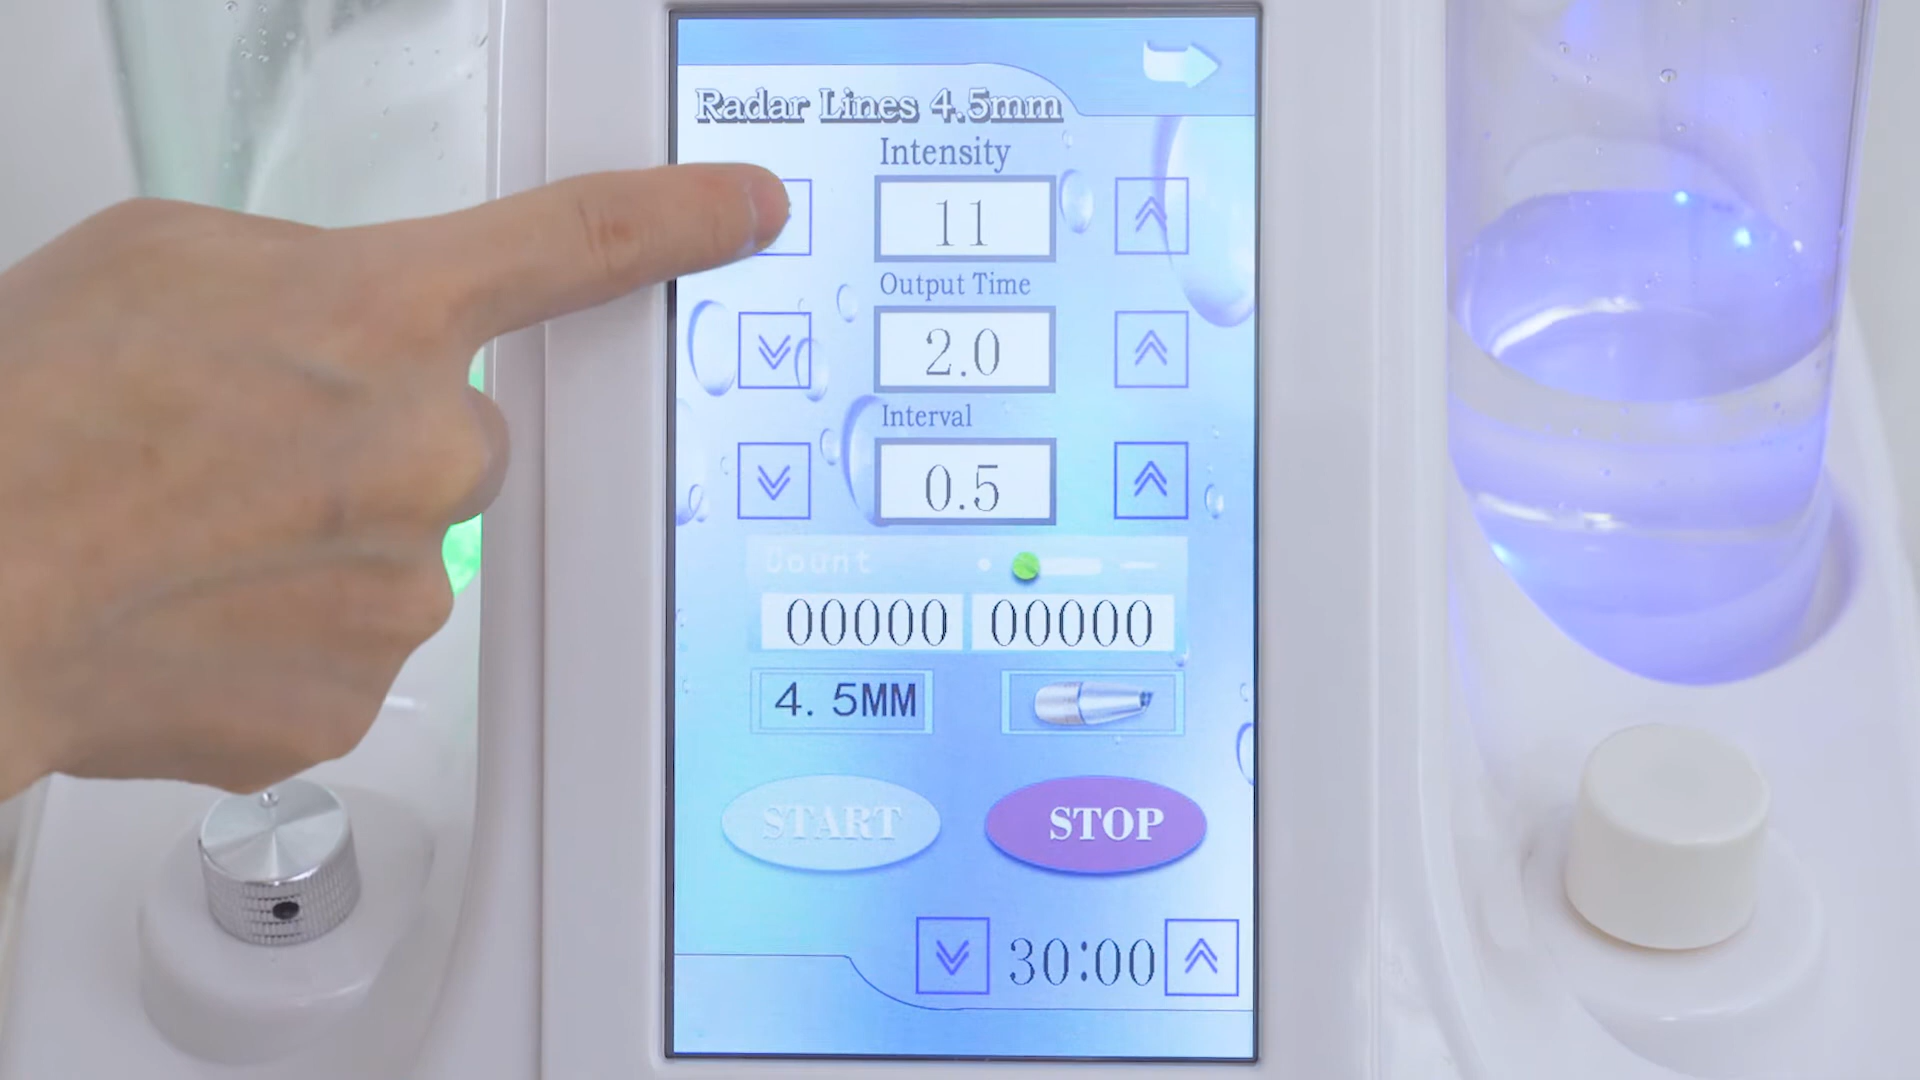 Radar Lines 4.5mm
Intensity
11
Output Time
2.0
Interval
0.5
Count
00000 00000
4.5MM
START STOP
30:00